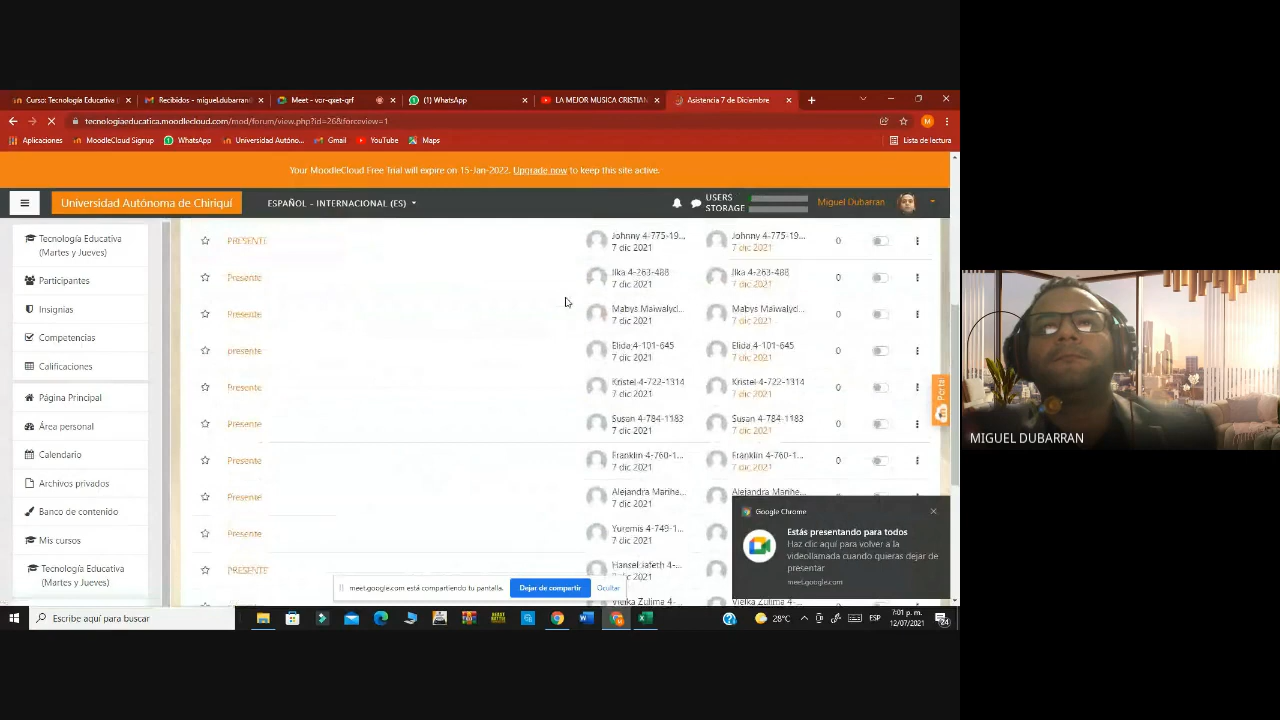 Curso: Tecnología Educativa (
Recibidos - miguel.dubarran@
Meet - vor-qxet-qrf
(1) WhatsApp
LA MEJOR MUSICA CRISTIAN
Asistencia 7 de Diciembre
tecnologiaeducatica.moodlecloud.com/mod/forum/view.php?id=26&forceview=1
Aplicaciones
MoodleCloud Signup
WhatsApp
Universidad Autóno...
Gmail
YouTube
Maps
Lista de lectura
Your MoodleCloud Free Trial will expire on 15-Jan-2022. Upgrade now to keep this site active.
Universidad Autónoma de Chiriquí
ESPAÑOL - INTERNACIONAL (ES)
USERS
STORAGE
Miguel Dubarran
Tecnología Educativa
(Martes y Jueves)
Participantes
Insignias
Competencias
Calificaciones
Página Principal
Área personal
Calendario
Archivos privados
Banco de contenido
Mis cursos
Tecnología Educativa
(Martes y Jueves)
PRESENTE
Johnny 4-775-19...
7 dic 2021
Johnny 4-775-19...
7 dic 2021
0
Presente
Ilka 4-263-488
7 dic 2021
Ilka 4-263-488
7 dic 2021
0
Presente
Mabys Maiwalyd...
7 dic 2021
Mabys Maiwalyd...
7 dic 2021
0
presente
Elida 4-101-645
7 dic 2021
Elida 4-101-645
7 dic 2021
0
Presente
Kristel 4-722-1314
7 dic 2021
Kristel 4-722-1314
7 dic 2021
0
Presente
Susan 4-784-1183
7 dic 2021
Susan 4-784-1183
7 dic 2021
0
Presente
Franklin 4-760-1...
7 dic 2021
Franklin 4-760-1...
7 dic 2021
0
Presente
Alejandra Marihe...
7 dic 2021
Alejandra Marihe...
Presente
Yuremis 4-749-1...
7 dic 2021
PRESENTE
Hansel Jafeth 4-...
7 dic 2021
Vielka Zulima 4-
Portal
Google Chrome
Estás presentando para todos
Haz clic aquí para volver a la
videollamada cuando quieras dejar de
presentar
meet.google.com
meet.google.com está compartiendo tu pantalla.
Dejar de compartir
Ocultar
Escribe aquí para buscar
28°C
ESP
7:01 p. m.
12/07/2021
24
MIGUEL DUBARRAN